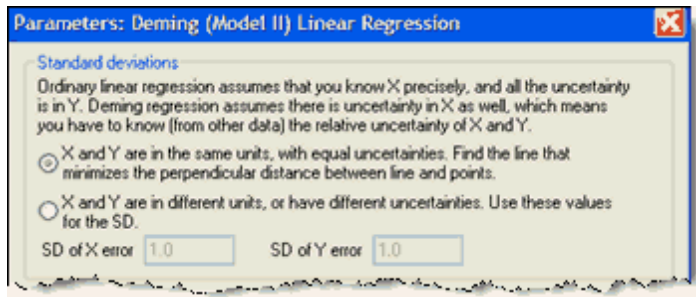 Parameters: Deming (Model II) Linear Regression
Standard deviations
Ordinary linear regression assumes that you know X precisely, and all the uncertainty
is in Y. Deming regression assumes there is uncertainty in X as well, which means
you have to know (from other data) the relative uncertainty of X and Y.
X and Y are in the same units, with equal uncertainties. Find the line that
minimizes the perpendicular distance between line and points.
X and Y are in different units, or have different uncertainties. Use these values
for the SD.
SD of X error 1.0 SD of Y error 1.0